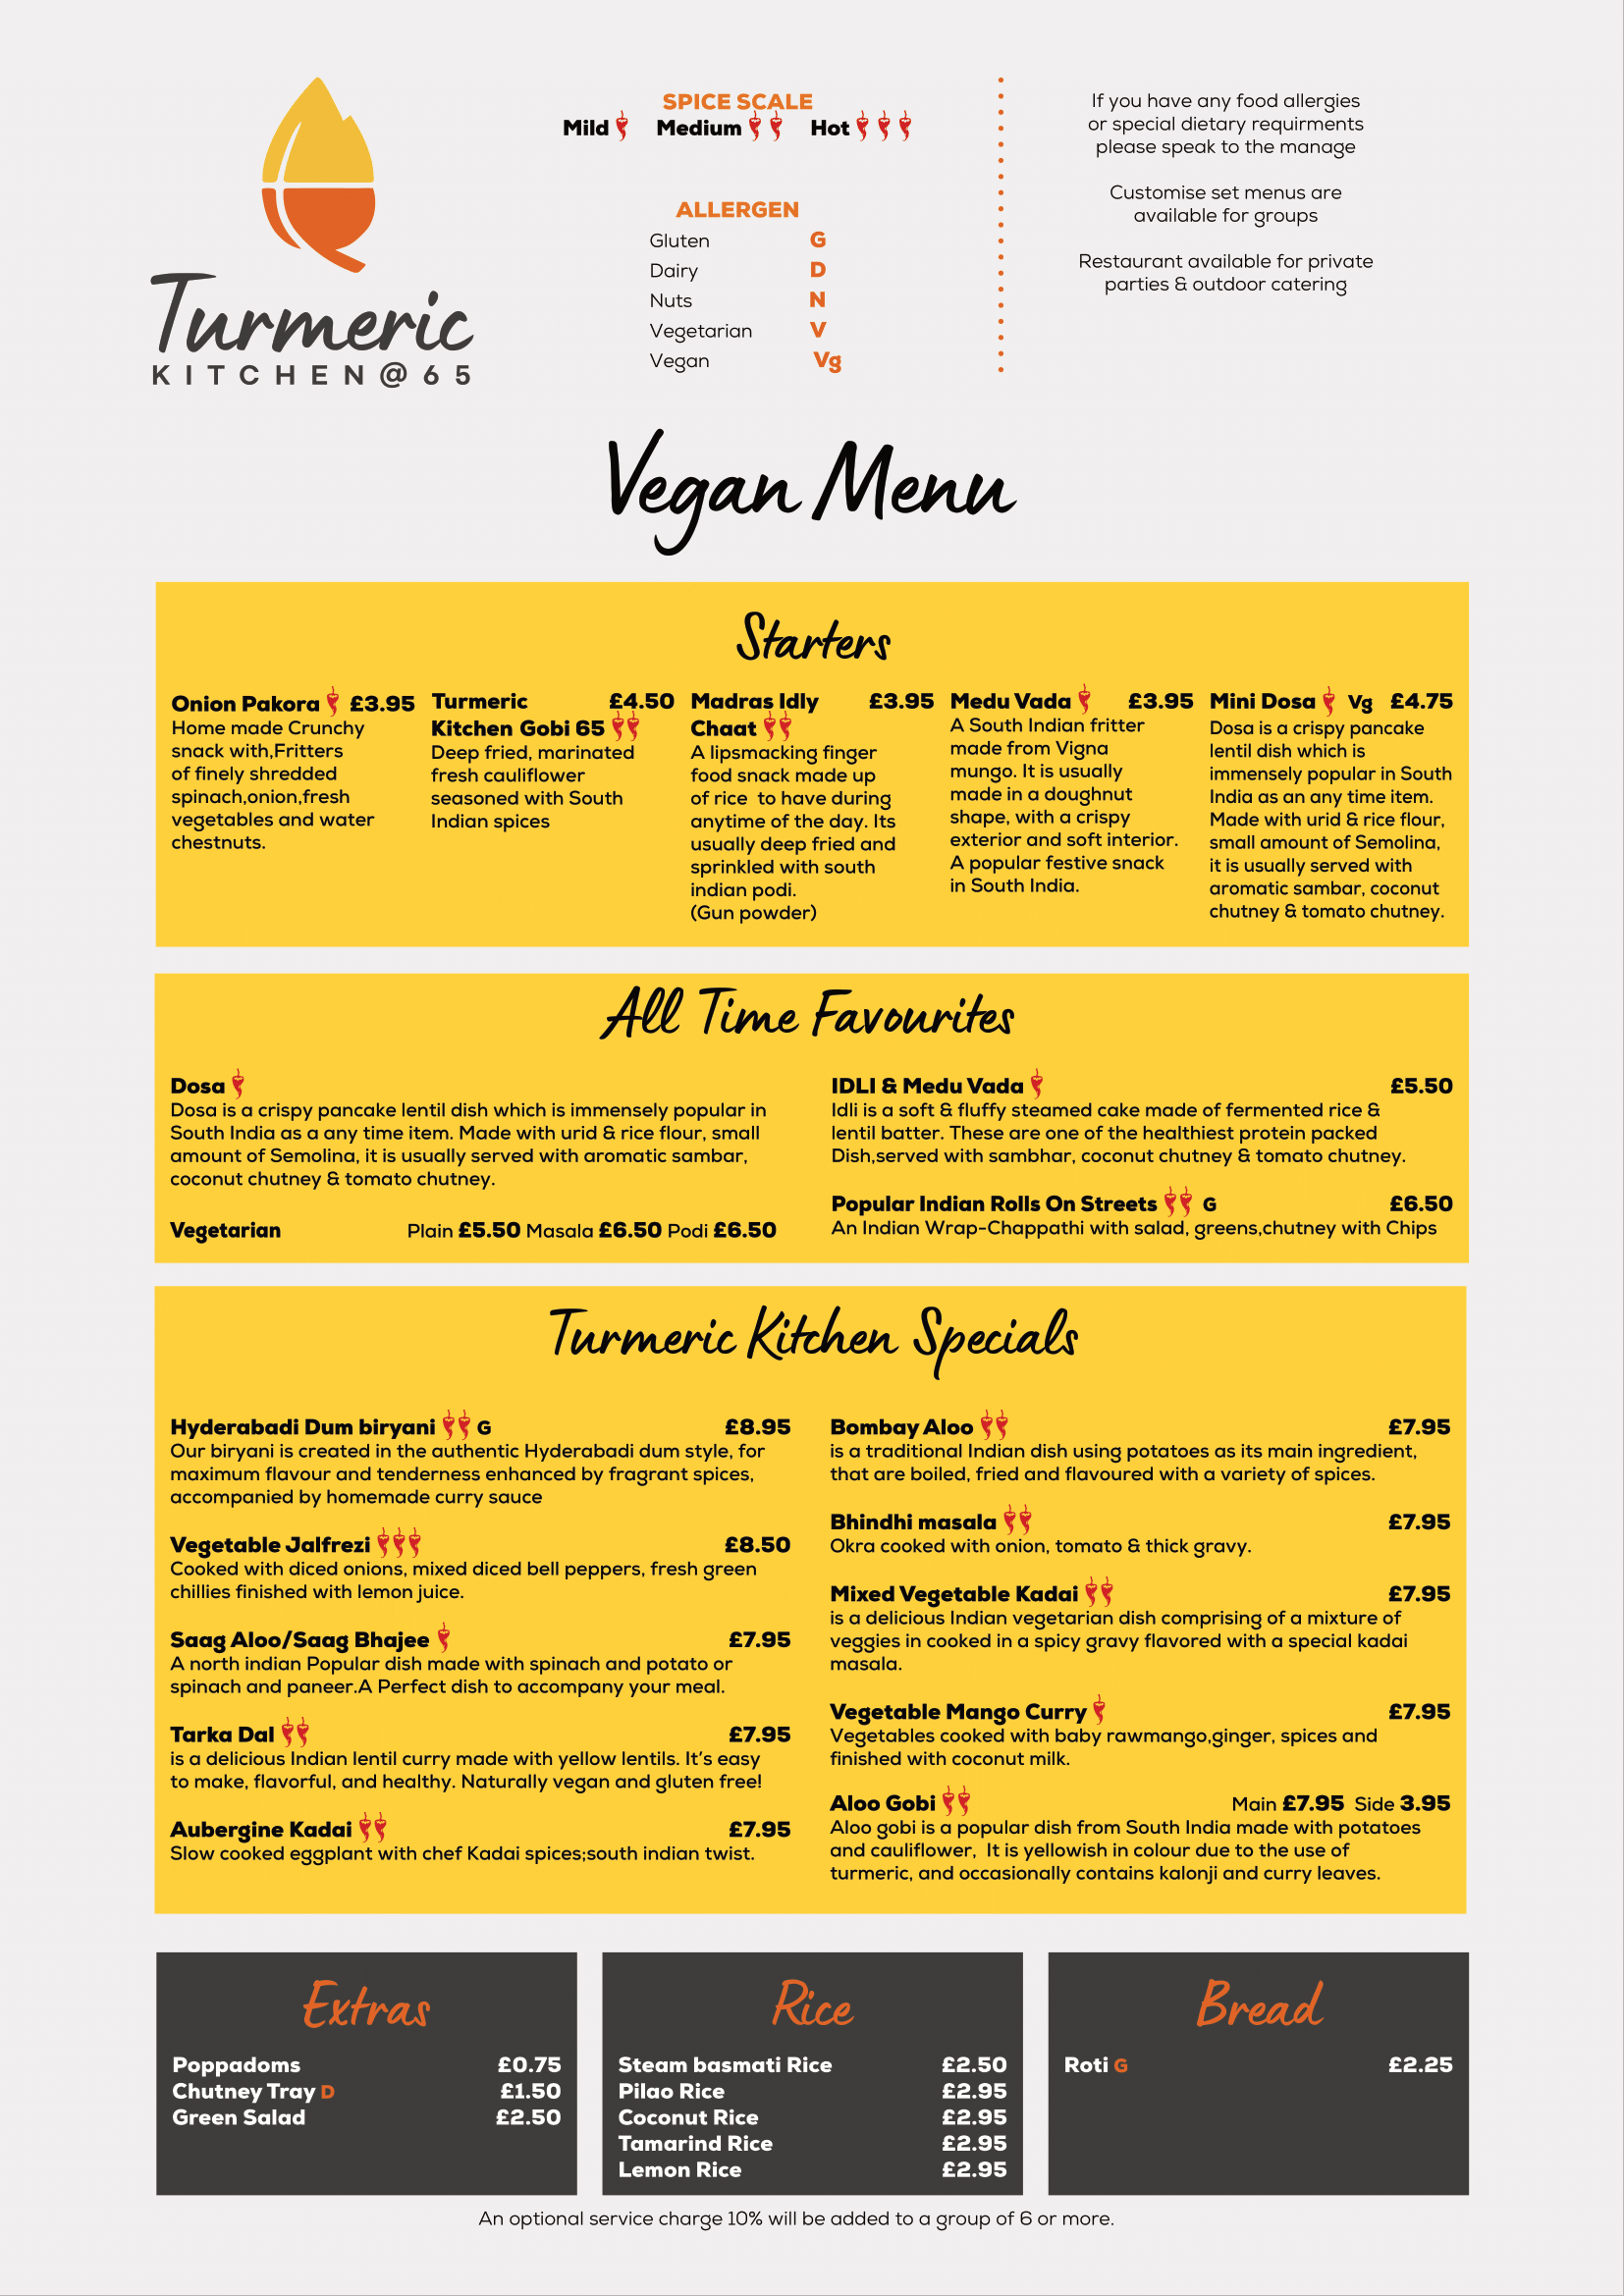 Turmeric
KITCHEN@65
SPICE SCALE
Mild Medium Hot
ALLERGEN
Gluten G
Dairy D
Nuts N
Vegetarian V
Vegan Vg
If you have any food allergies
or special dietary requirments
please speak to the manage
Customise set menus are
available for groups
Restaurant available for private
parties & outdoor catering
Vegan Menu
Starters
Onion Pakora £3.95
Home made Crunchy
snack with,Fritters
of finely shredded
spinach,onion,fresh
vegetables and water
chestnuts.
Turmeric £4.50
Kitchen Gobi 65
Deep fried, marinated
fresh cauliflower
seasoned with South
Indian spices
Madras Idly £3.95
Chaat
A lipsmacking finger
food snack made up
of rice to have during
anytime of the day. Its
usually deep fried and
sprinkled with south
indian podi.
(Gun powder)
Medu Vada £3.95
A South Indian fritter
made from Vigna
mungo. It is usually
made in a doughnut
shape, with a crispy
exterior and soft interior.
A popular festive snack
in South India.
Mini Dosa Vg £4.75
Dosa is a crispy pancake
lentil dish which is
immensely popular in South
India as an any time item.
Made with urid & rice flour,
small amount of Semolina,
it is usually served with
aromatic sambar, coconut
chutney & tomato chutney.
All Time Favourites
Dosa
Dosa is a crispy pancake lentil dish which is immensely popular in
South India as a any time item. Made with urid & rice flour, small
amount of Semolina, it is usually served with aromatic sambar,
coconut chutney & tomato chutney.
Vegetarian Plain £5.50 Masala £6.50 Podi £6.50
IDLI & Medu Vada £5.50
Idli is a soft & fluffy steamed cake made of fermented rice &
lentil batter. These are one of the healthiest protein packed
Dish,served with sambhar, coconut chutney & tomato chutney.
Popular Indian Rolls On Streets G £6.50
An Indian Wrap-Chappathi with salad, greens,chutney with Chips
Turmeric Kitchen Specials
Hyderabadi Dum biryani G £8.95
Our biryani is created in the authentic Hyderabadi dum style, for
maximum flavour and tenderness enhanced by fragrant spices,
accompanied by homemade curry sauce
Vegetable Jalfrezi £8.50
Cooked with diced onions, mixed diced bell peppers, fresh green
chillies finished with lemon juice.
Saag Aloo/Saag Bhajee £7.95
A north indian Popular dish made with spinach and potato or
spinach and paneer.A Perfect dish to accompany your meal.
Tarka Dal £7.95
is a delicious Indian lentil curry made with yellow lentils. It's easy
to make, flavorful, and healthy. Naturally vegan and gluten free!
Aubergine Kadai £7.95
Slow cooked eggplant with chef Kadai spices;south indian twist.
Bombay Aloo £7.95
is a traditional Indian dish using potatoes as its main ingredient,
that are boiled, fried and flavoured with a variety of spices.
Bhindhi masala £7.95
Okra cooked with onion, tomato & thick gravy.
Mixed Vegetable Kadai £7.95
is a delicious Indian vegetarian dish comprising of a mixture of
veggies in cooked in a spicy gravy flavored with a special kadai
masala.
Vegetable Mango Curry £7.95
Vegetables cooked with baby rawmango,ginger, spices and
finished with coconut milk.
Aloo Gobi Main £7.95 Side 3.95
Aloo gobi is a popular dish from South India made with potatoes
and cauliflower, It is yellowish in colour due to the use of
turmeric, and occasionally contains kalonji and curry leaves.
Extras
Poppadoms £0.75
Chutney Tray D £1.50
Green Salad £2.50
Rice
Steam basmati Rice £2.50
Pilao Rice £2.95
Coconut Rice £2.95
Tamarind Rice £2.95
Lemon Rice £2.95
Bread
Roti G £2.25
An optional service charge 10% will be added to a group of 6 or more.